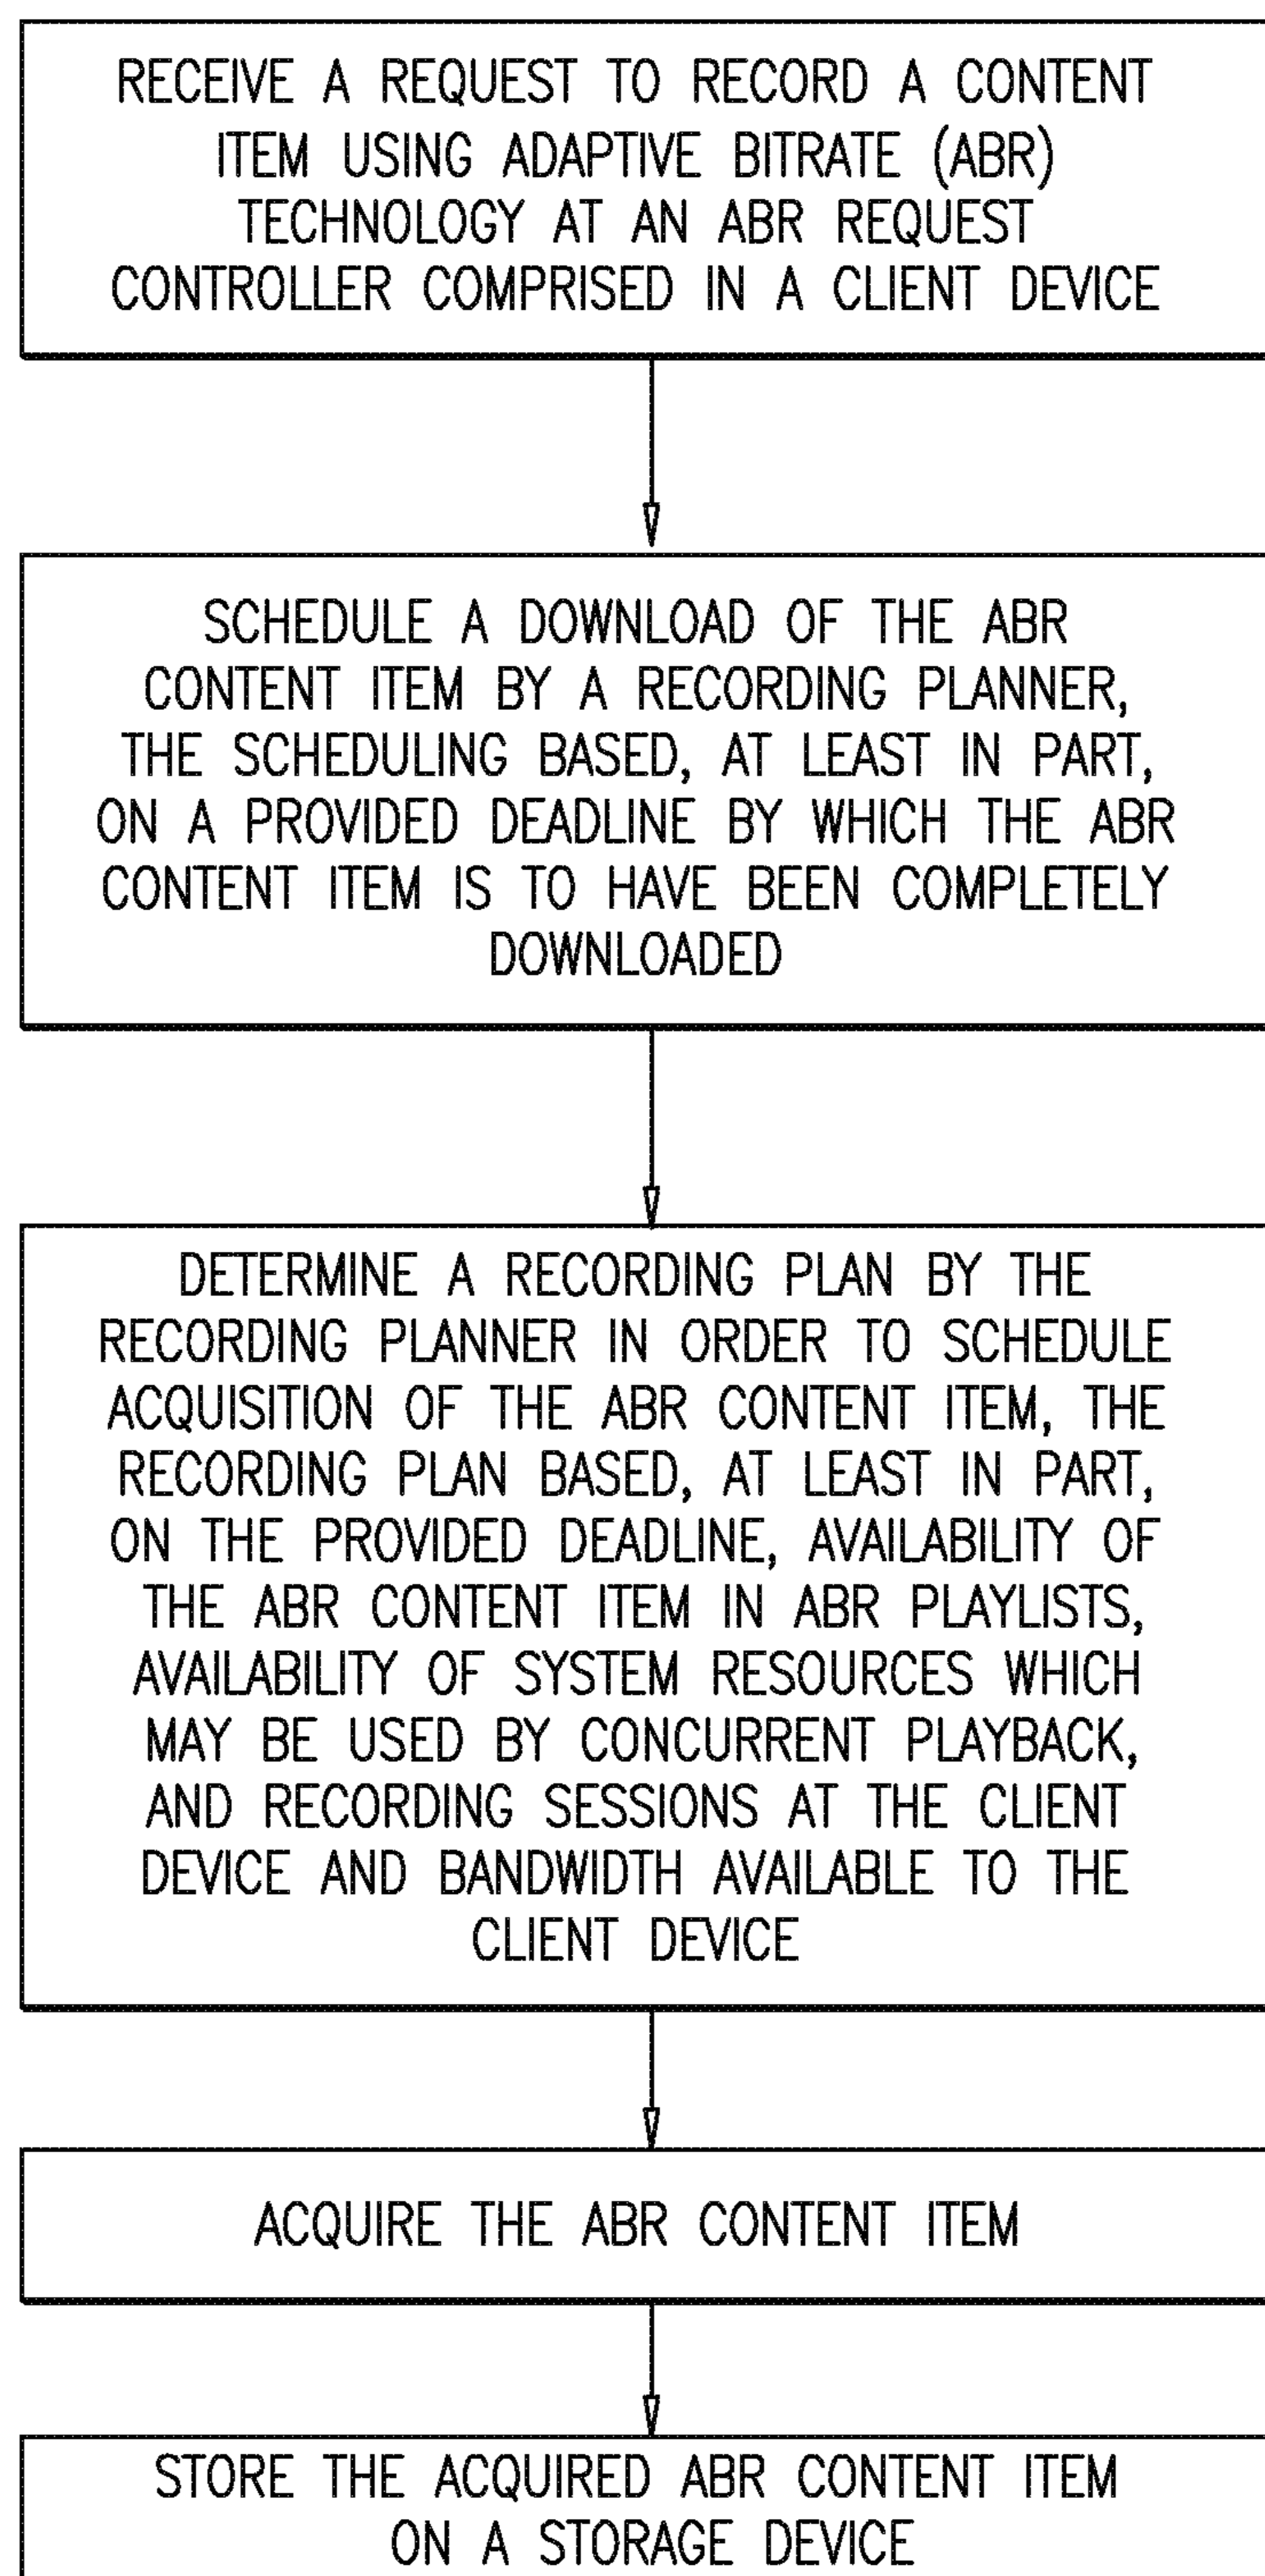 RECEIVE A REQUEST TO RECORD A CONTENT
ITEM USING ADAPTIVE BITRATE (ABR)
TECHNOLOGY AT AN ABR REQUEST
CONTROLLER COMPRISED IN A CLIENT DEVICE
SCHEDULE A DOWNLOAD OF THE ABR
CONTENT ITEM BY A RECORDING PLANNER,
THE SCHEDULING BASED, AT LEAST IN PART,
ON A PROVIDED DEADLINE BY WHICH THE ABR
CONTENT ITEM IS TO HAVE BEEN COMPLETELY
DOWNLOADED
DETERMINE A RECORDING PLAN BY THE
RECORDING PLANNER IN ORDER TO SCHEDULE
ACQUISITION OF THE ABR CONTENT ITEM, THE
RECORDING PLAN BASED, AT LEAST IN PART,
ON THE PROVIDED DEADLINE, AVAILABILITY OF
THE ABR CONTENT ITEM IN ABR PLAYLISTS,
AVAILABILITY OF SYSTEM RESOURCES WHICH
MAY BE USED BY CONCURRENT PLAYBACK,
AND RECORDING SESSIONS AT THE CLIENT
DEVICE AND BANDWIDTH AVAILABLE TO THE
CLIENT DEVICE
ACQUIRE THE ABR CONTENT ITEM
STORE THE ACQUIRED ABR CONTENT ITEM
ON A STORAGE DEVICE